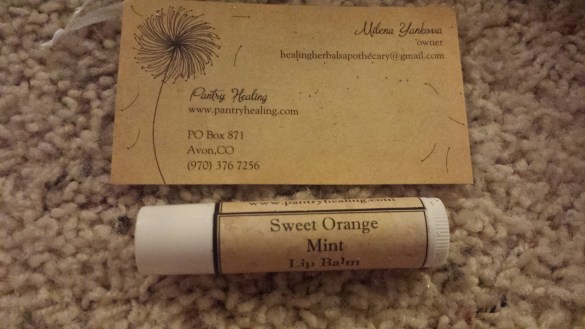 Milena Yankova
owner
healingherbalsapothecary@gmail.com
Pantry Healing
www.pantryhealing.com
PO Box 871
Avon,CO
(970) 376 7256
www.pantryhealing.com
Sweet Orange
Mint
Lip Balm